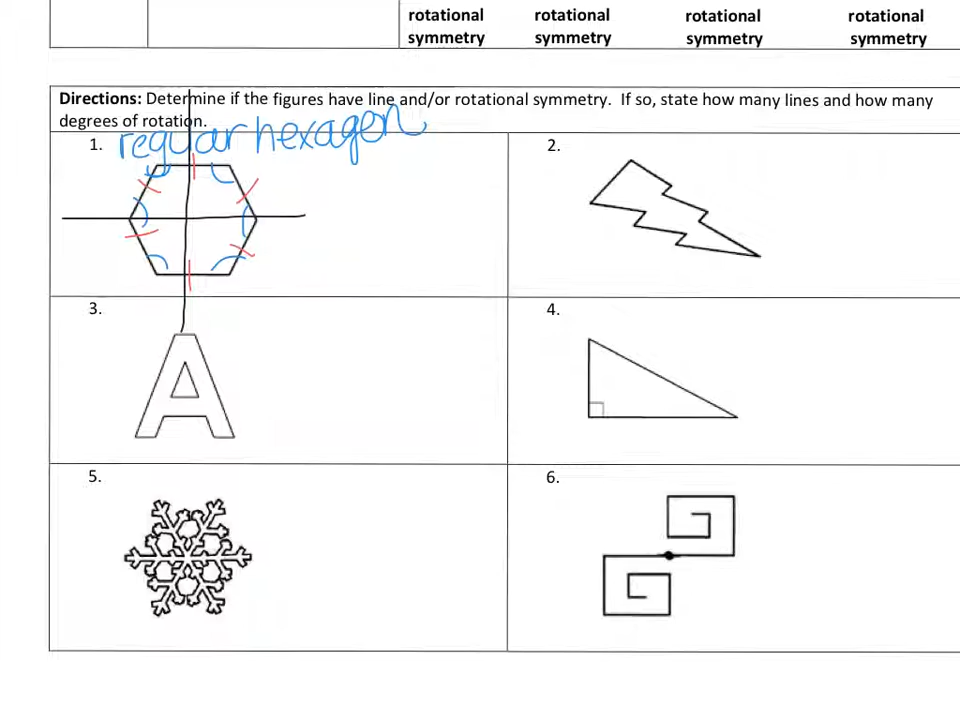 rotational rotational rotational rotational
symmetry symmetry symmetry symmetry
Directions: Determine if the figures have line and/or rotational symmetry. If so, state how many lines and how many
degrees of rotation.
1. regular hexagon
2.
3.
A
4.
5.
6.